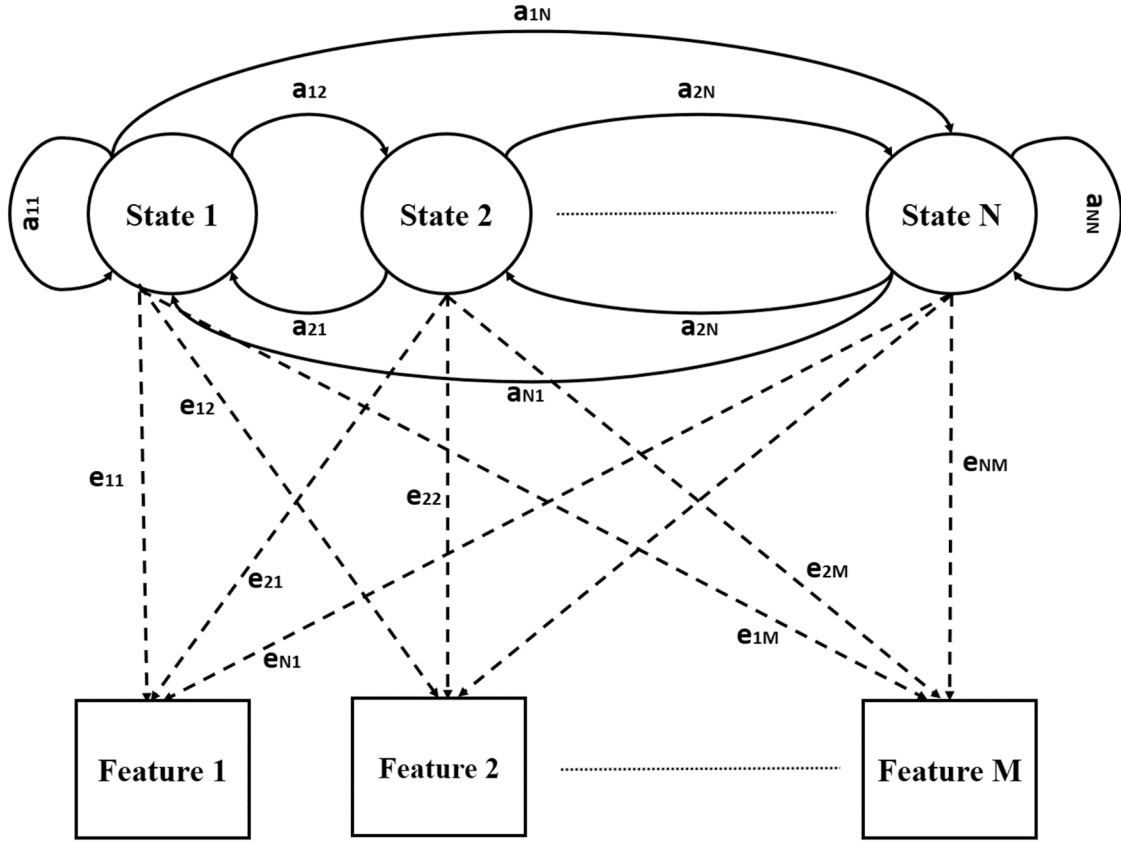 a1N
a12
a2N
a11
State 1
State 2
State N
aNN
a21
a2N
aN1
e12
e11
e22
eNM
e21
e2M
eN1
e1M
Feature 1
Feature 2
Feature M